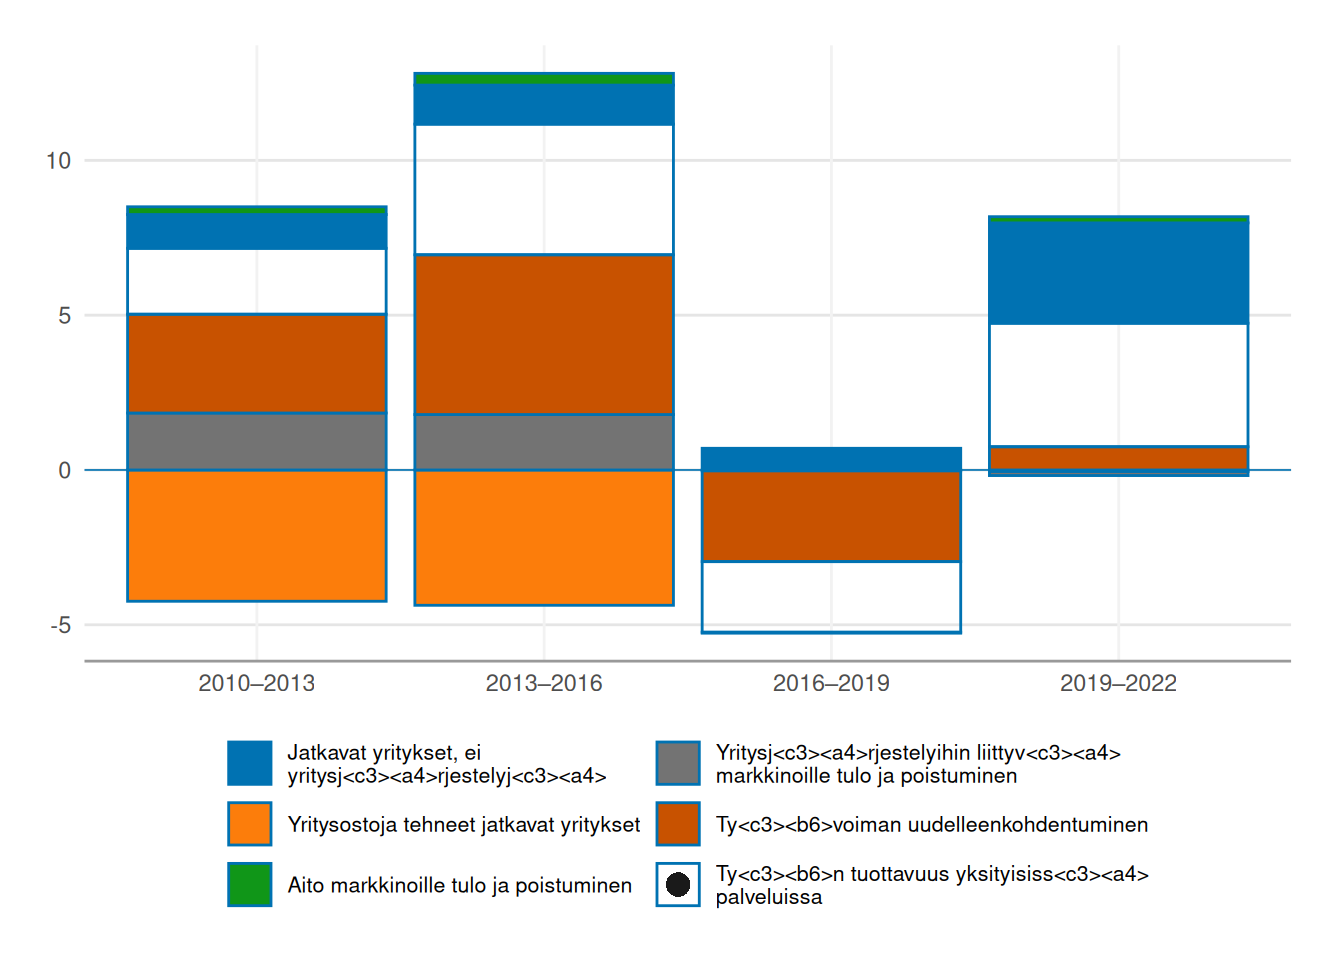 10
5
0
-5
2010–2013
2013–2016
2016–2019
2019–2022
Jatkavat yritykset, ei
yritysj<c3><a4>rjestelyj<c3><a4>
Yritysostoja tehneet jatkavat yritykset
Aito markkinoille tulo ja poistuminen
Yritysj<c3><a4>rjestelyihin liittyv<c3><a4>
markkinoille tulo ja poistuminen
Ty<c3><b6>voiman uudelleenkohdentuminen
Ty<c3><b6>n tuottavuus yksityisiss<c3><a4>
palveluissa